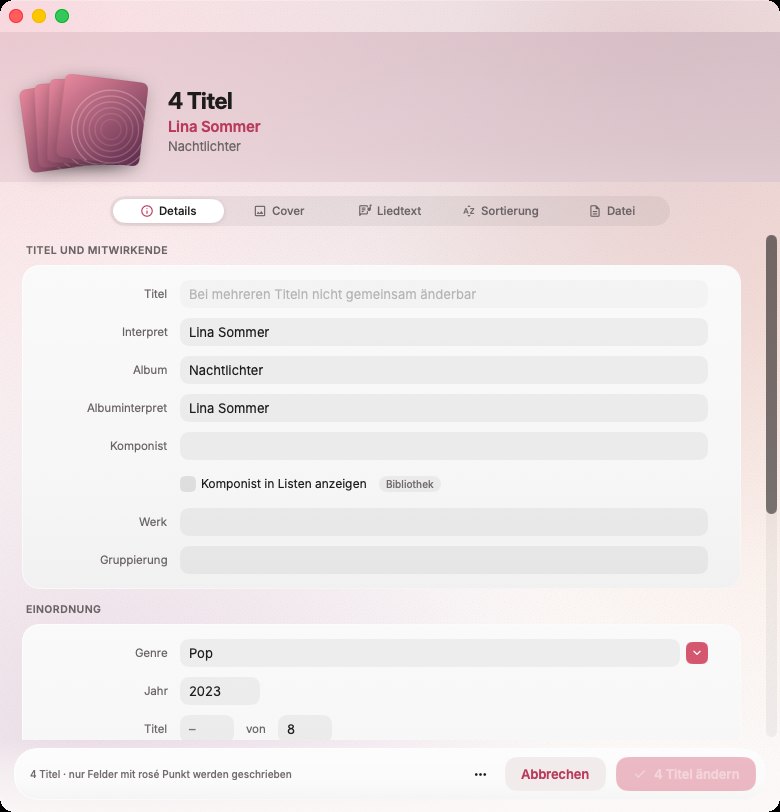 4 Titel
Lina Sommer
Nachtlichter
Details Cover Liedtext Sortierung Datei
TITEL UND MITWIRKENDE
Titel Bei mehreren Titeln nicht gemeinsam änderbar
Interpret Lina Sommer
Album Nachtlichter
Albuminterpret Lina Sommer
Komponist
Komponist in Listen anzeigen Bibliothek
Werk
Gruppierung
EINORDNUNG
Genre Pop
Jahr 2023
Titel – von 8
4 Titel · nur Felder mit rosé Punkt werden geschrieben ••• Abbrechen 4 Titel ändern